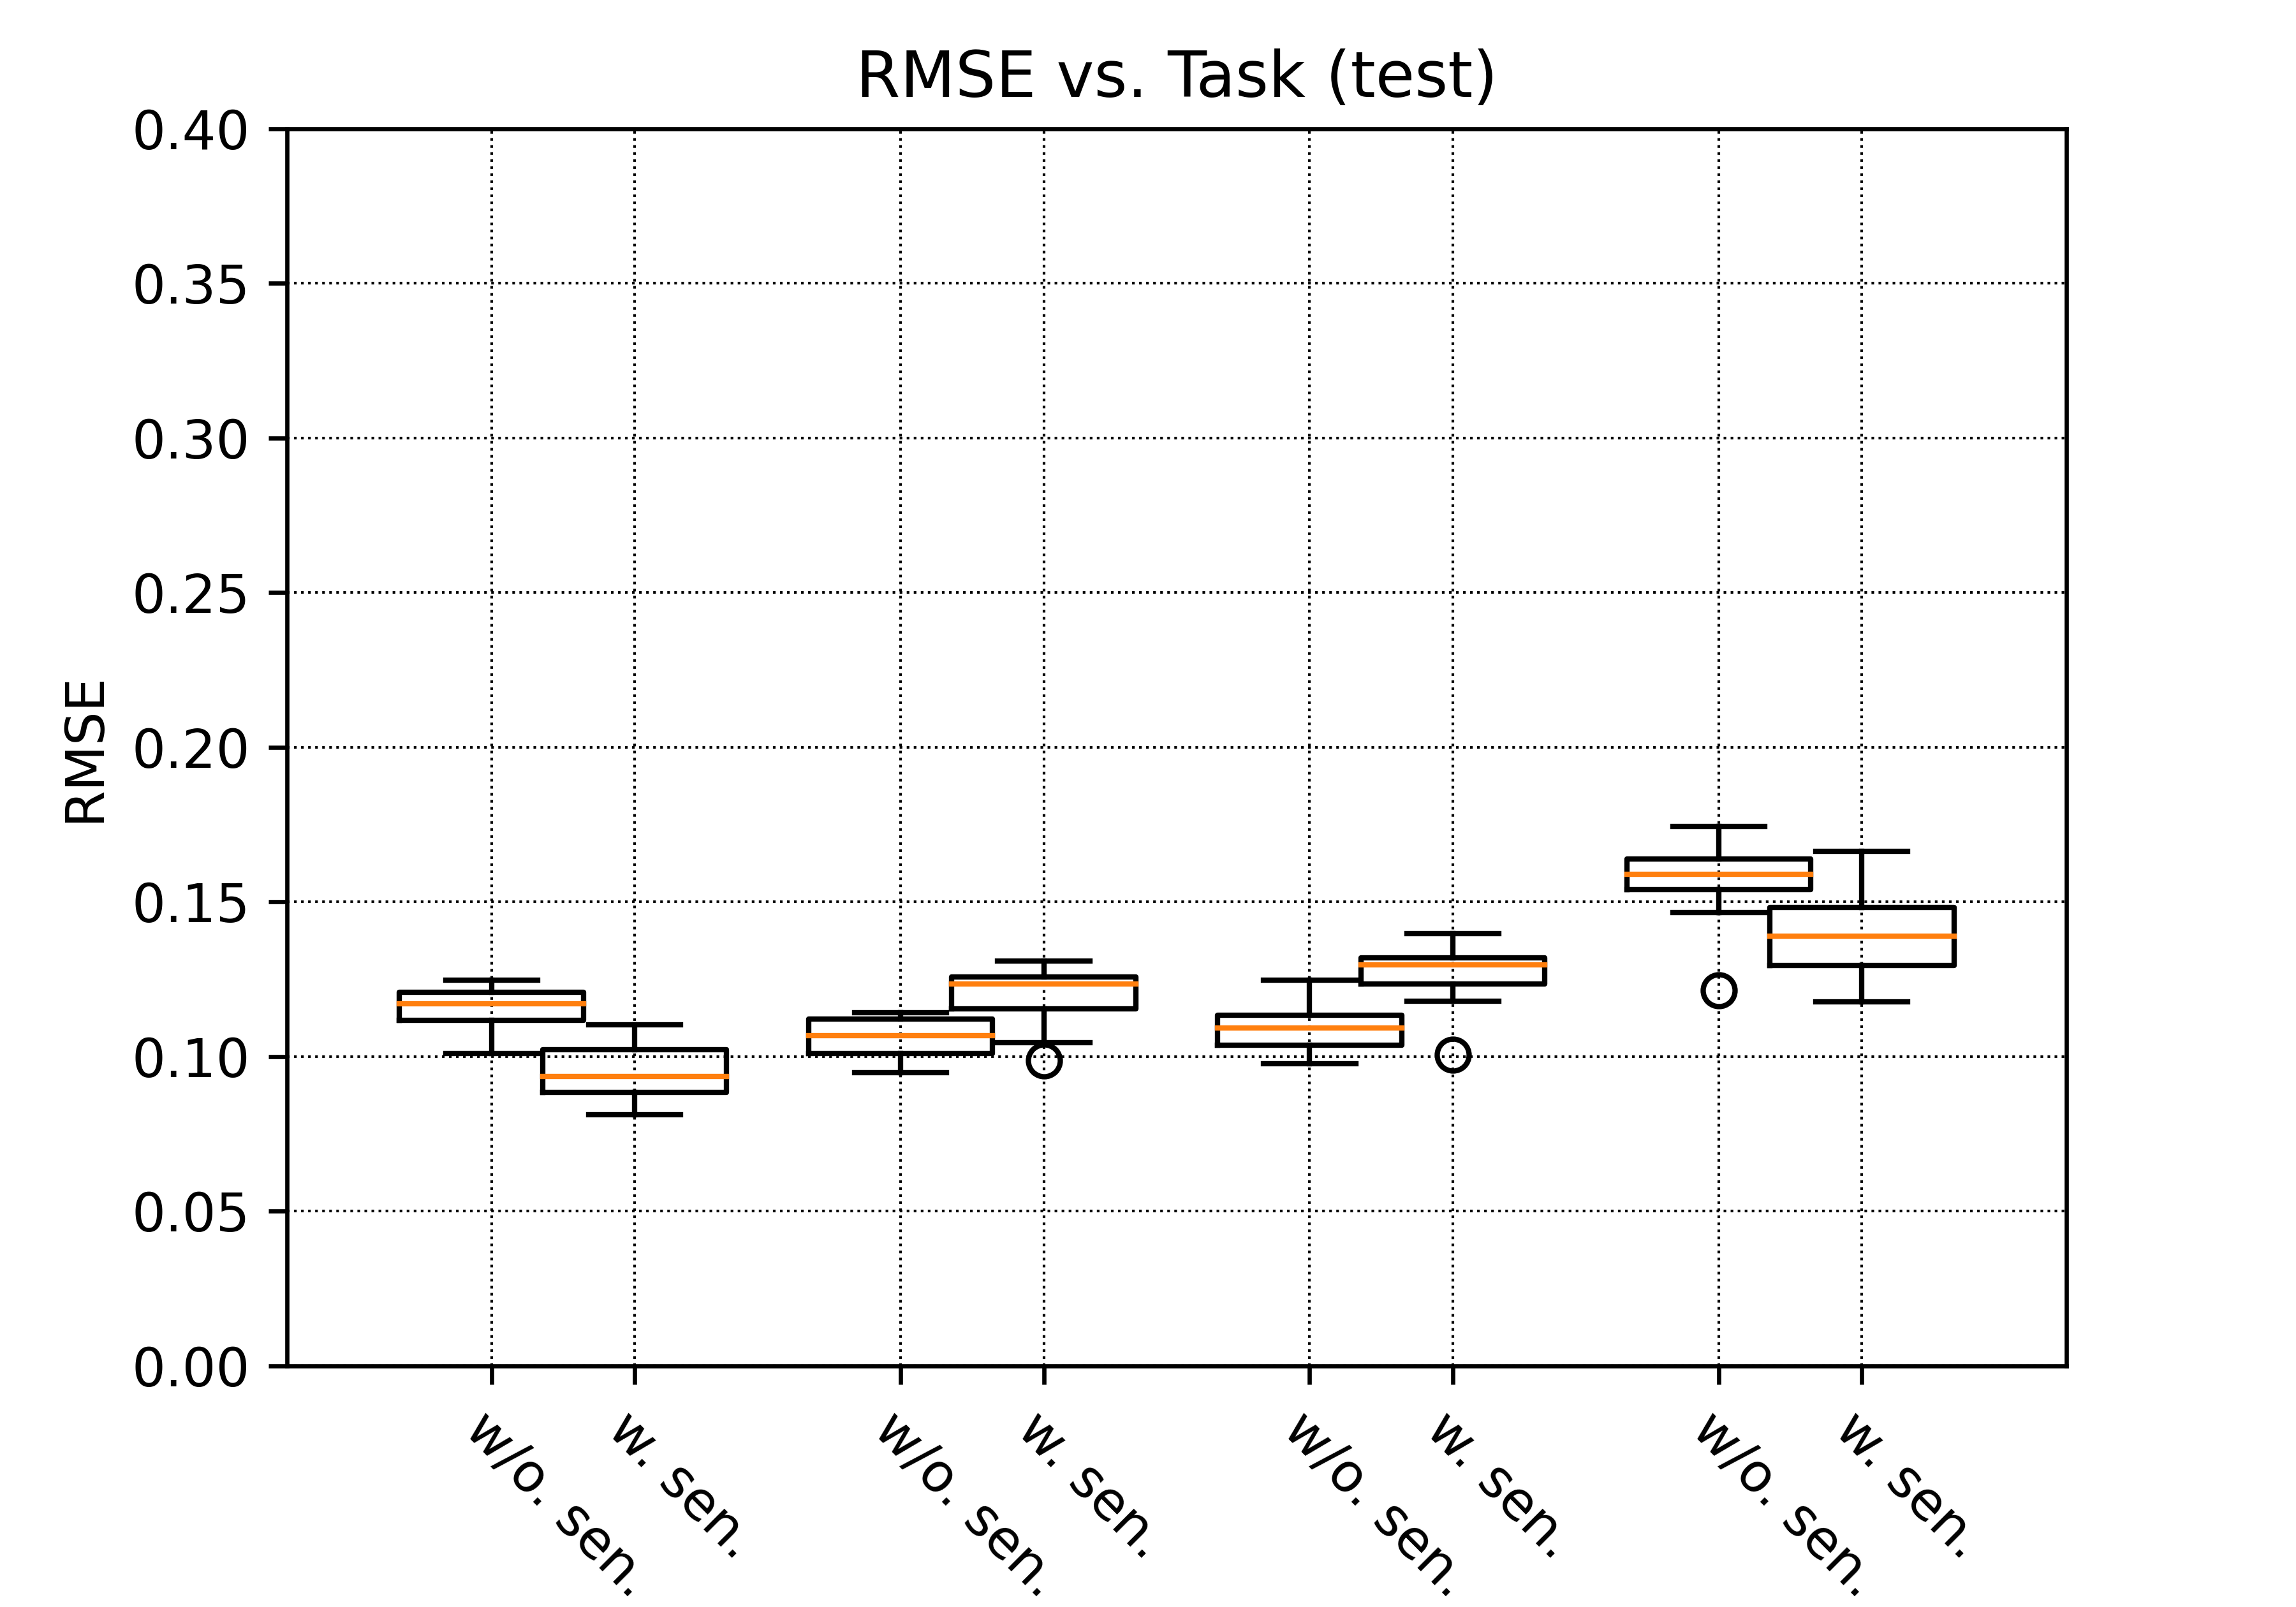 RMSE vs. Task (test)
0.40
0.35
0.30
0.25
0.20
0.15
0.10
0.05
0.00
RMSE
w/o. sen.
w. sen.
w/o. sen.
w. sen.
w/o. sen.
w. sen.
w/o. sen.
w. sen.